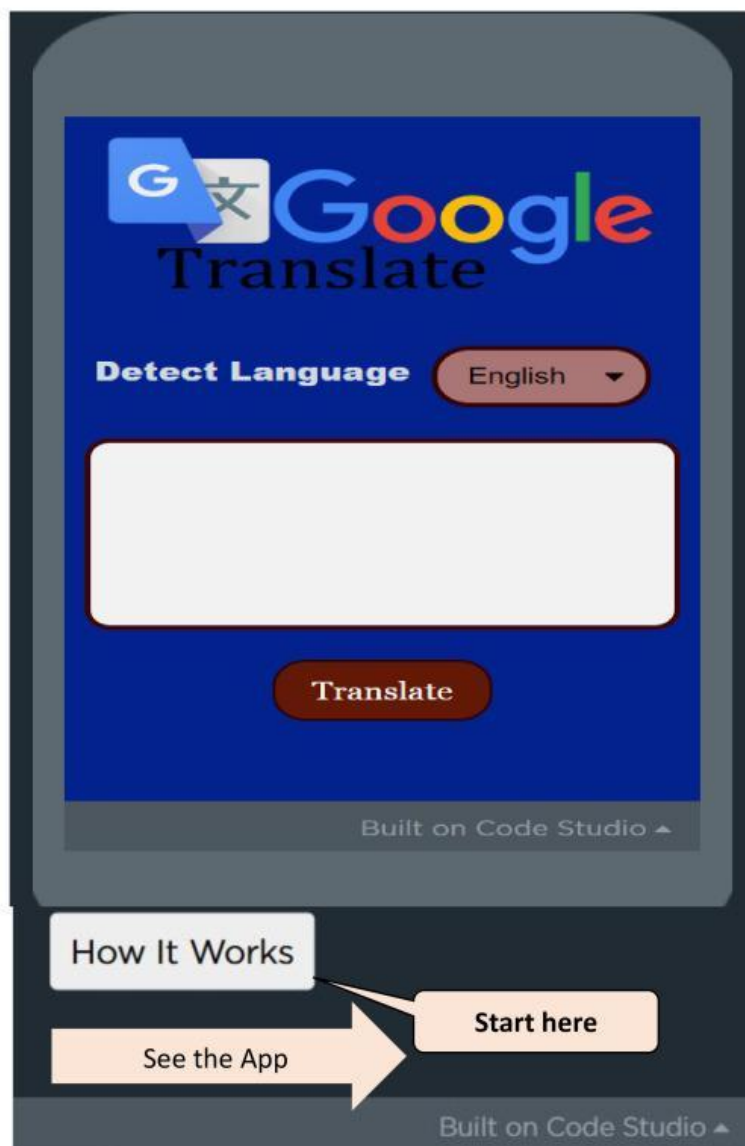 G 文 Google
Translate
Detect Language English
Translate
Built on Code Studio
How It Works
Start here
See the App
Built on Code Studio